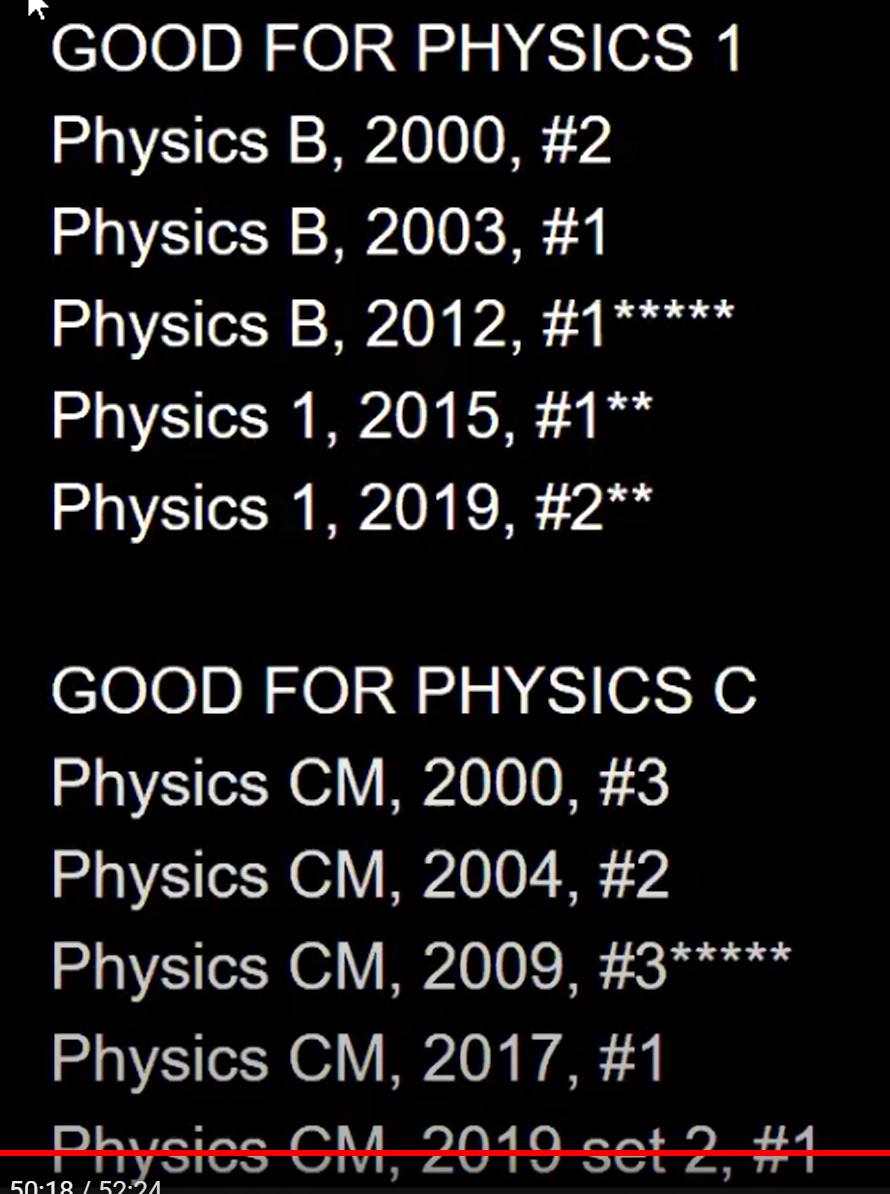 GOOD FOR PHYSICS 1
Physics B, 2000, #2
Physics B, 2003, #1
Physics B, 2012, #1*****
Physics 1, 2015, #1**
Physics 1, 2019, #2**
GOOD FOR PHYSICS C
Physics CM, 2000, #3
Physics CM, 2004, #2
Physics CM, 2009, #3*****
Physics CM, 2017, #1
Physics CM, 2019 set 2, #1
50:18 / 52:24